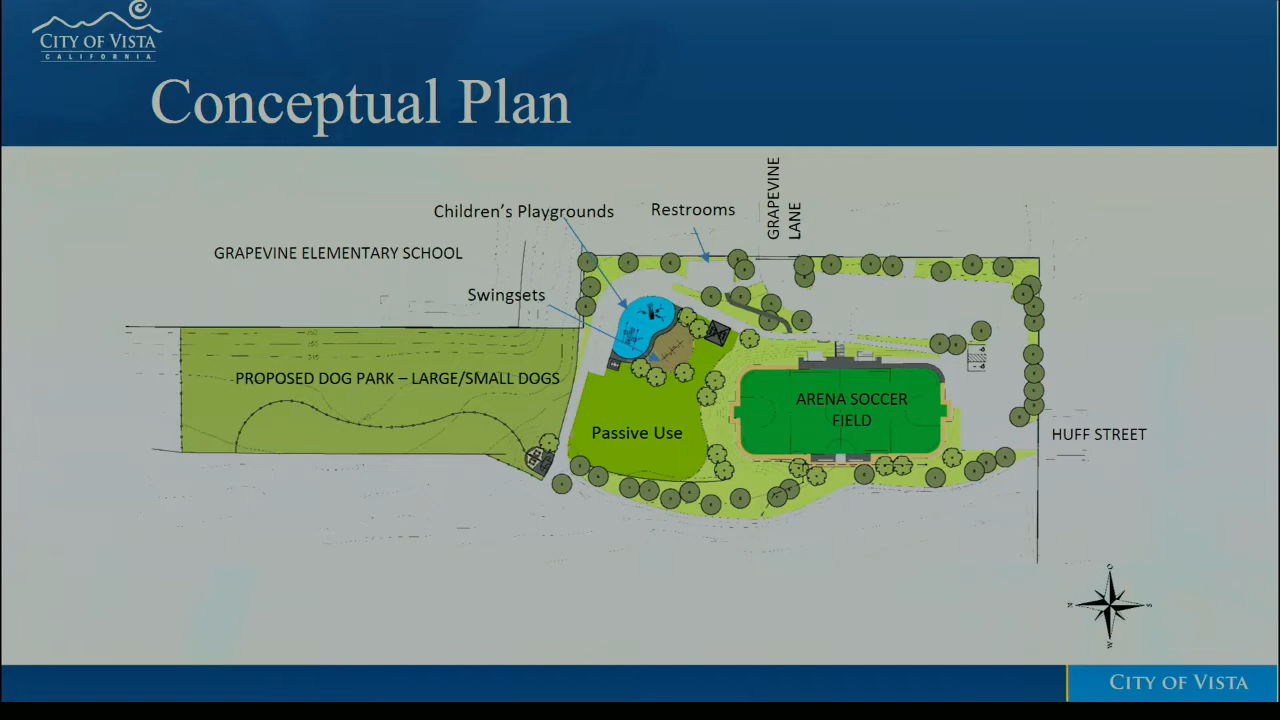 CITY OF VISTA
CALIFORNIA
Conceptual Plan
GRAPEVINE
LANE
Children's Playgrounds
Restrooms
GRAPEVINE ELEMENTARY SCHOOL
Swingsets
PROPOSED DOG PARK – LARGE/SMALL DOGS
ARENA SOCCER
FIELD
Passive Use
HUFF STREET
N
S
W
CITY OF VISTA